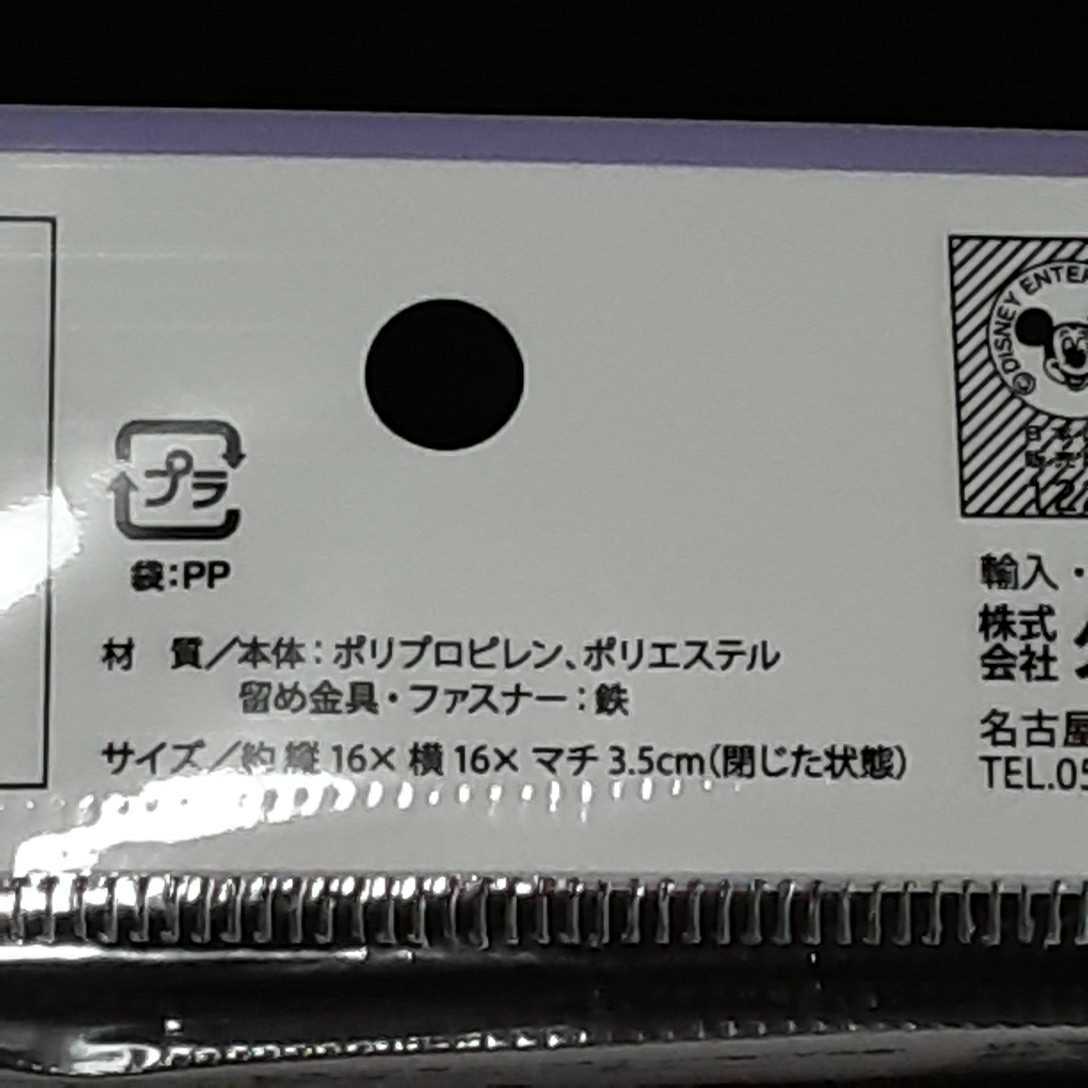 プラ
袋:PP
材 質/本体:ポリプロピレン、ポリエステル
留め金具・ファスナー:鉄
サイズ/約 縦 16× 横 16× マチ 3.5cm(閉じた状態)
© DISNEY
122
輸入・
株式
会社
名古屋
TEL.05